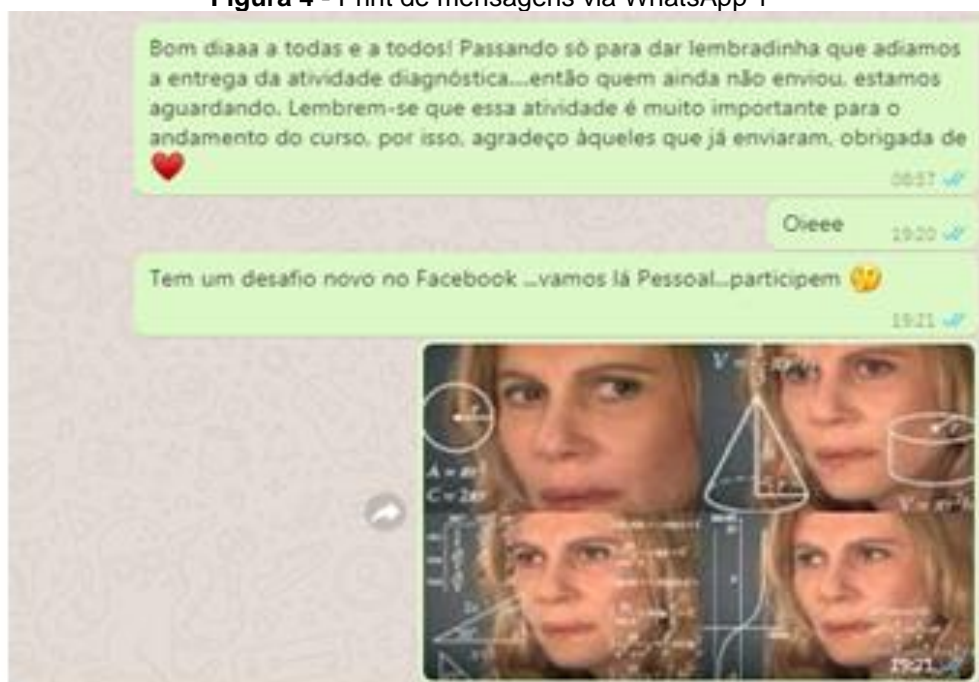 Figura 4 - Print de mensagens via WhatsApp 1
Bom diaaa a todas e a todos! Passando só para dar lembradinha que adiamos
a entrega da atividade diagnóstica....então quem ainda não enviou, estamos
aguardando. Lembrem-se que essa atividade é muito importante para o
andamento do curso, por isso, agradeço àqueles que já enviaram, obrigada de
❤️
Oieee
19:20
Tem um desafio novo no Facebook ...vamos lá Pessoal...participem
19:21
A = πr²
C = 2πr
V =
19:21